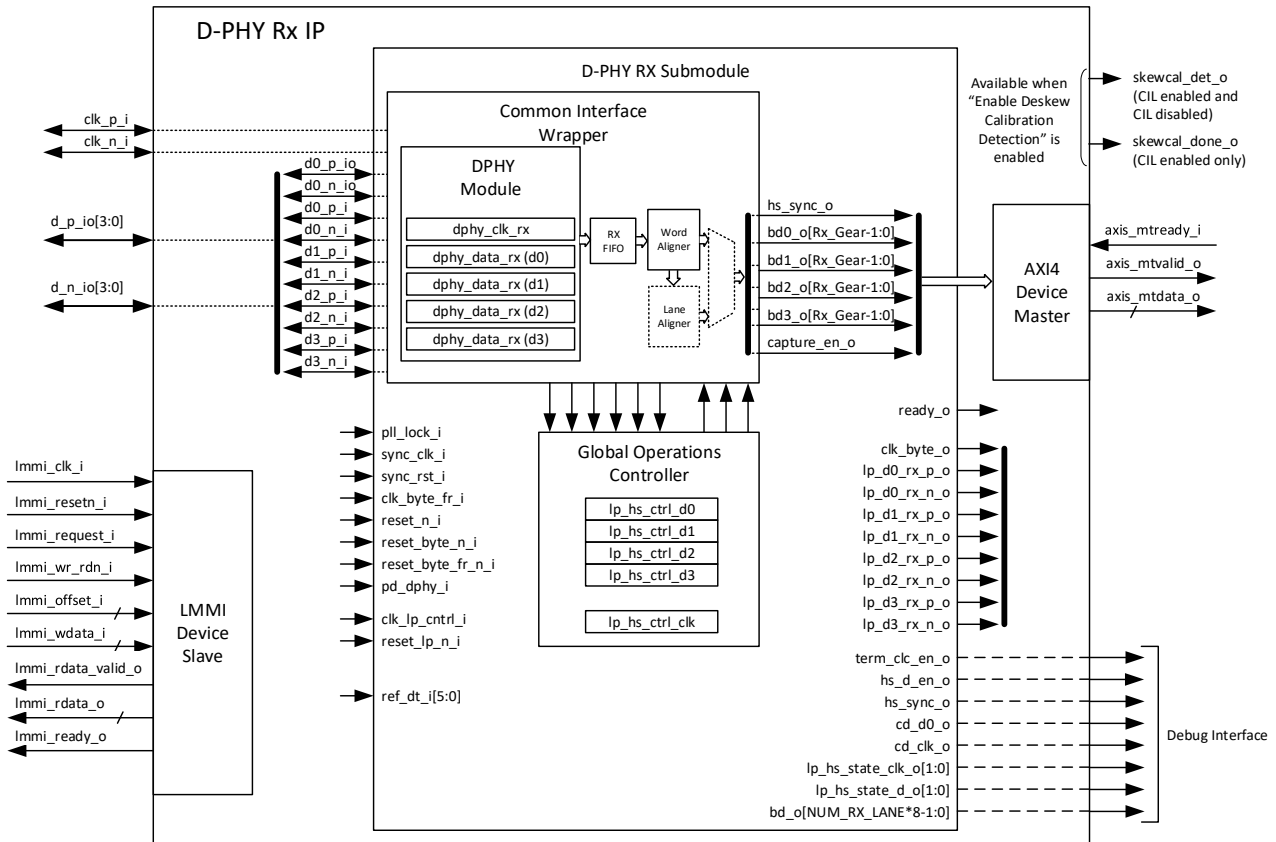 D-PHY Rx IP
D-PHY RX Submodule
Common Interface
Wrapper
DPHY
Module
dphy_clk_rx
dphy_data_rx (d0)
dphy_data_rx (d1)
dphy_data_rx (d2)
dphy_data_rx (d3)
RX
FIFO
Word
Aligner
Lane
Aligner
clk_p_i
clk_n_i
d_p_io[3:0]
d_n_io[3:0]
d0_p_io
d0_n_io
d0_p_i
d0_n_i
d1_p_i
d1_n_i
d2_p_i
d2_n_i
d3_p_i
d3_n_i
hs_sync_o
bd0_o[Rx_Gear-1:0]
bd1_o[Rx_Gear-1:0]
bd2_o[Rx_Gear-1:0]
bd3_o[Rx_Gear-1:0]
capture_en_o
Available when
“Enable Deskew
Calibration
Detection” is
enabled
skewcal_det_o
(CIL enabled and
CIL disabled)
skewcal_done_o
(CIL enabled only)
AXI4
Device
Master
axis_mtready_i
axis_mtvalid_o
axis_mtdata_o
Global Operations
Controller
lp_hs_ctrl_d0
lp_hs_ctrl_d1
lp_hs_ctrl_d2
lp_hs_ctrl_d3
lp_hs_ctrl_clk
pll_lock_i
sync_clk_i
sync_rst_i
clk_byte_fr_i
reset_n_i
reset_byte_n_i
reset_byte_fr_n_i
pd_dphy_i
clk_lp_cntrl_i
reset_lp_n_i
ref_dt_i[5:0]
lmmi_clk_i
lmmi_resetn_i
lmmi_request_i
lmmi_wr_rdn_i
lmmi_offset_i
lmmi_wdata_i
lmmi_rdata_valid_o
lmmi_rdata_o
lmmi_ready_o
LMMI
Device
Slave
ready_o
clk_byte_o
lp_d0_rx_p_o
lp_d0_rx_n_o
lp_d1_rx_p_o
lp_d1_rx_n_o
lp_d2_rx_p_o
lp_d2_rx_n_o
lp_d3_rx_p_o
lp_d3_rx_n_o
term_clc_en_o
hs_d_en_o
hs_sync_o
cd_d0_o
cd_clk_o
lp_hs_state_clk_o[1:0]
lp_hs_state_d_o[1:0]
bd_o[NUM_RX_LANE*8-1:0]
Debug Interface